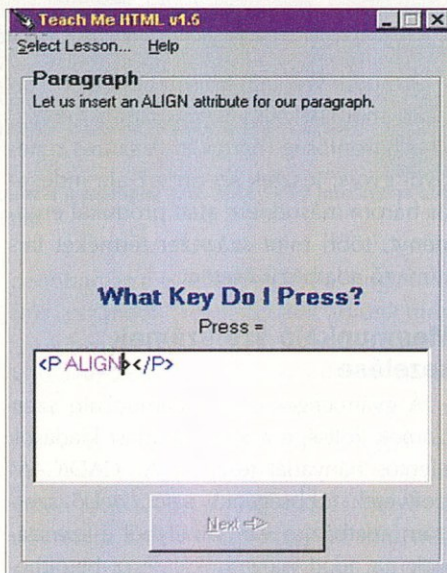 Teach Me HTML v1.5
Select Lesson... Help
Paragraph
Let us insert an ALIGN attribute for our paragraph.
What Key Do I Press?
Press =
<P ALIGN></P>
Next